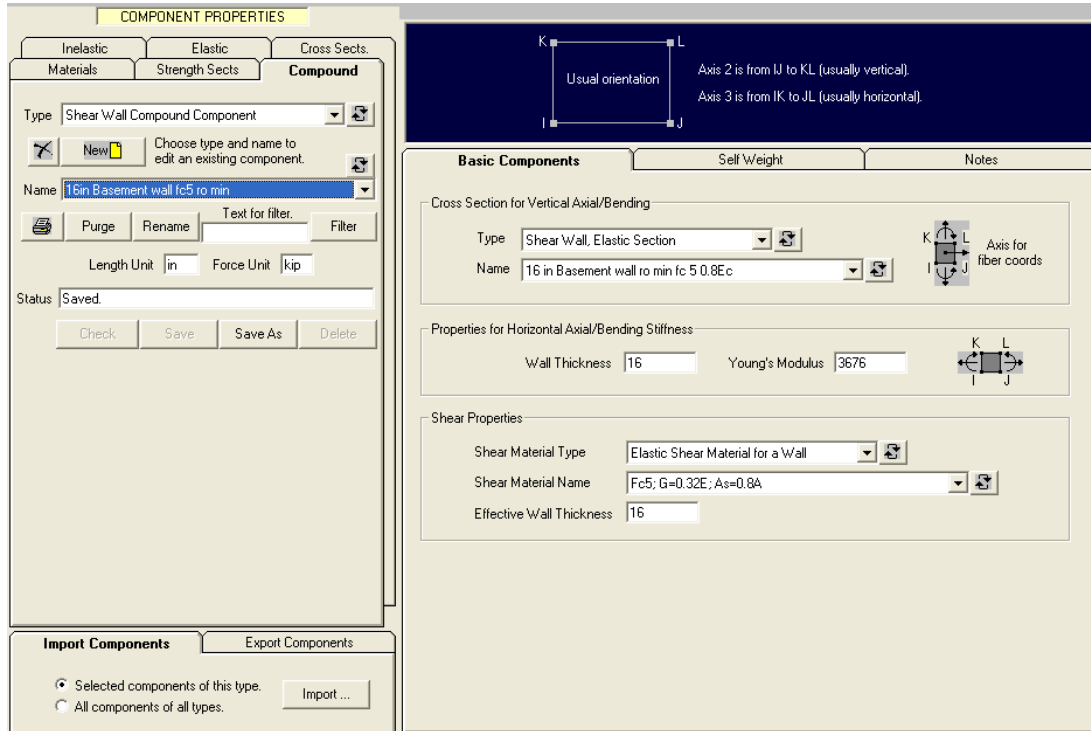 COMPONENT PROPERTIES
Inelastic Elastic Cross Sects.
Materials Strength Sects Compound
Type Shear Wall Compound Component
New
Choose type and name to
edit an existing component.
Name 16in Basement wall fc5 ro min
Text for filter.
Purge Rename Filter
Length Unit in Force Unit kip
Status Saved.
Check Save Save As Delete
Import Components Export Components
Selected components of this type.
All components of all types.
Import ...
K L
Usual orientation
I J
Axis 2 is from IJ to KL (usually vertical).
Axis 3 is from IK to JL (usually horizontal).
Basic Components Self Weight Notes
Cross Section for Vertical Axial/Bending
Type Shear Wall, Elastic Section
Name 16 in Basement wall ro min fc 5 0.8Ec
K L
I J
Axis for
fiber coords
Properties for Horizontal Axial/Bending Stiffness
Wall Thickness 16 Young's Modulus 3676
K L
I J
Shear Properties
Shear Material Type Elastic Shear Material for a Wall
Shear Material Name Fc5; G=0.32E; As=0.8A
Effective Wall Thickness 16